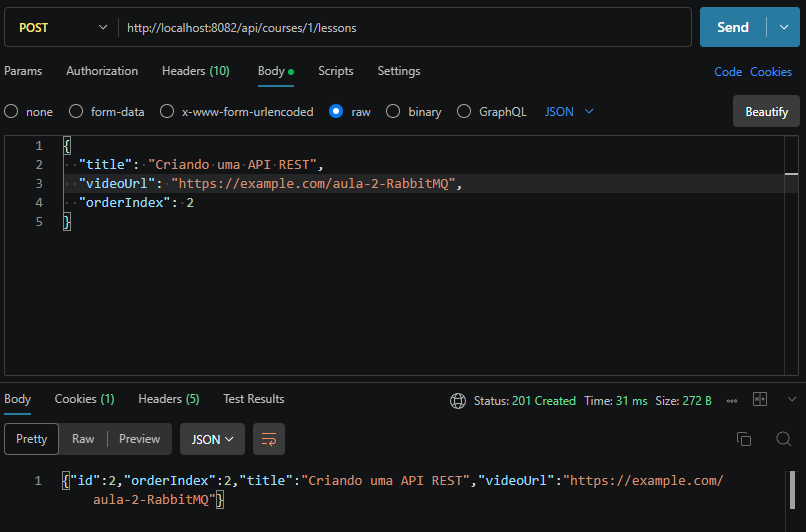 POST http://localhost:8082/api/courses/1/lessons Send
Params Authorization Headers (10) Body Scripts Settings Code Cookies
none form-data x-www-form-urlencoded raw binary GraphQL JSON Beautify
1 {
2 "title": "Criando uma API REST",
3 "videoUrl": "https://example.com/aula-2-RabbitMQ",
4 "orderIndex": 2
5 }
Body Cookies (1) Headers (5) Test Results Status: 201 Created Time: 31 ms Size: 272 B
Pretty Raw Preview JSON
1 {"id":2,"orderIndex":2,"title":"Criando uma API REST","videoUrl":"https://example.com/
aula-2-RabbitMQ"}